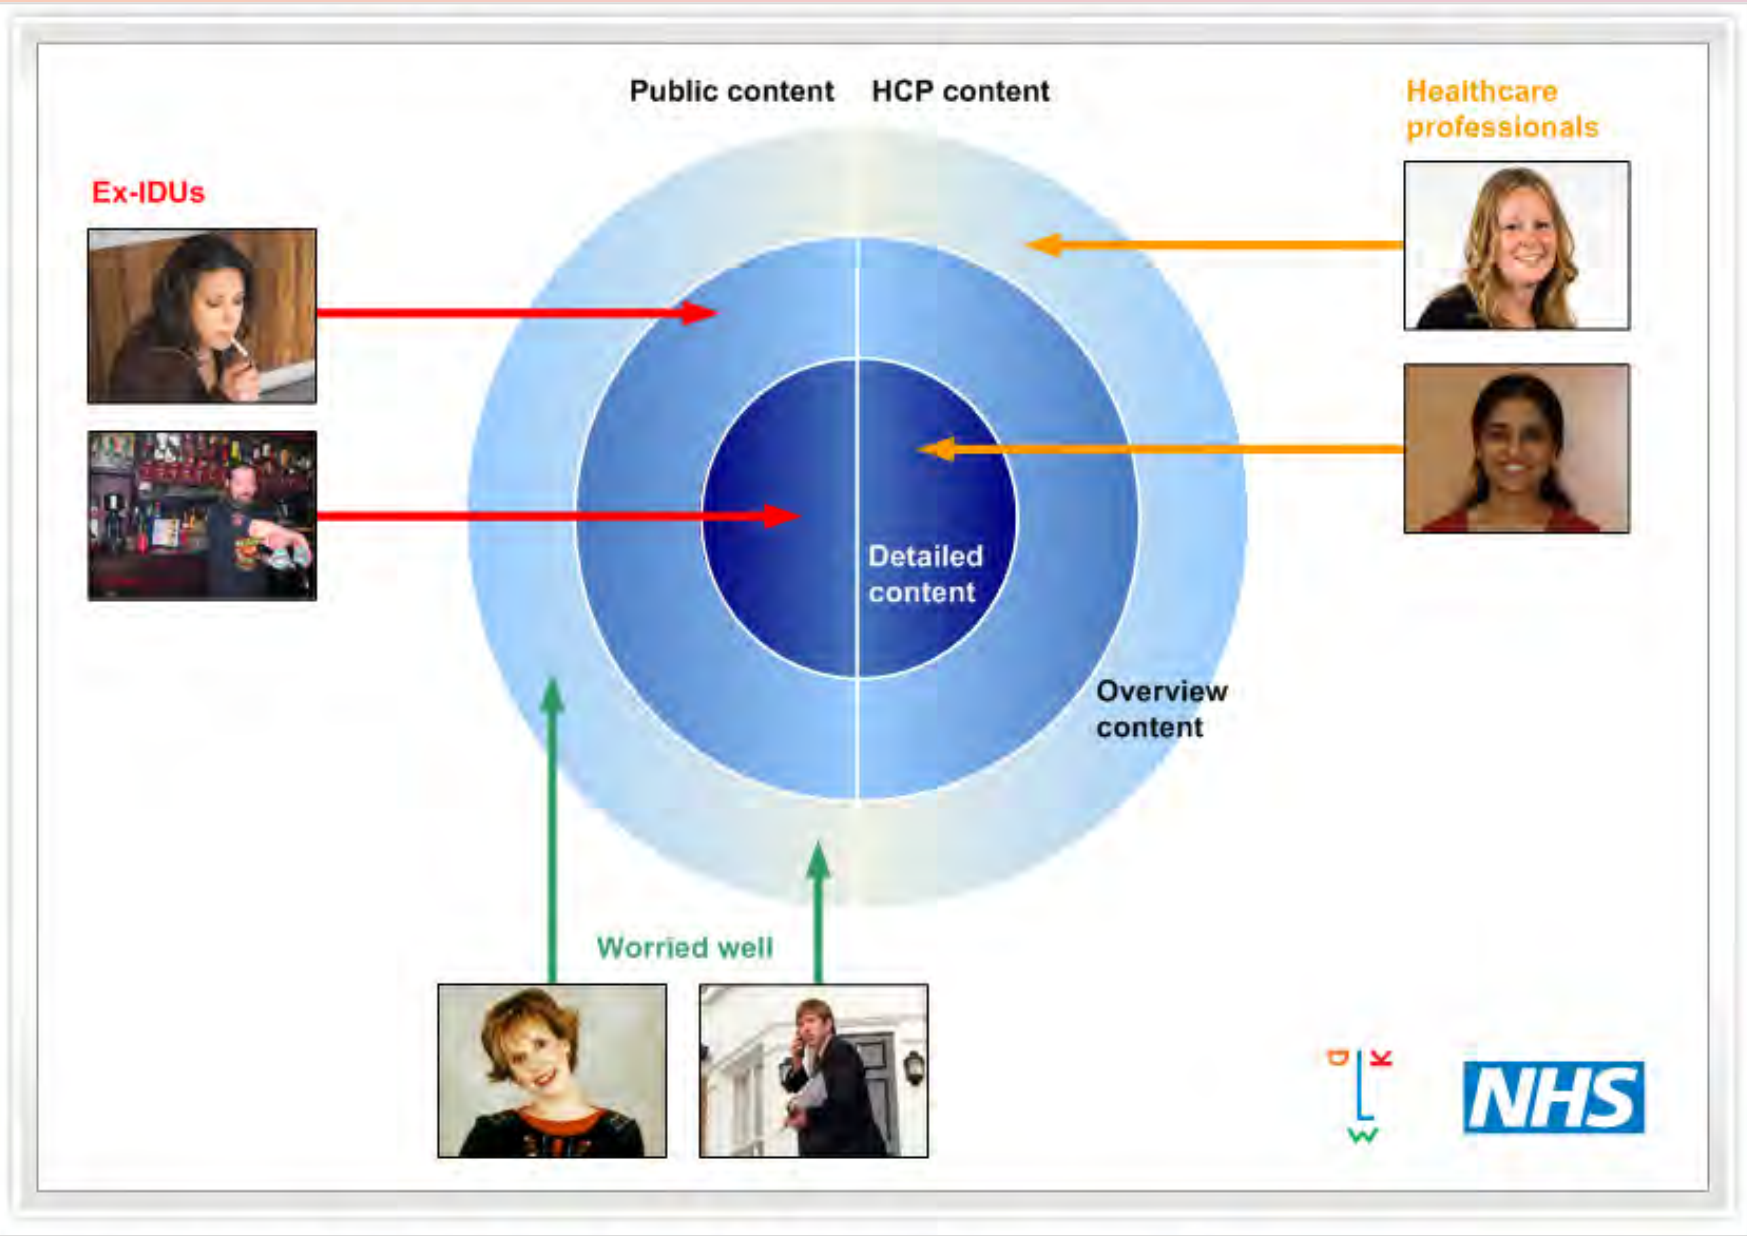 Public content HCP content
Healthcare
professionals
Ex-IDUs
Detailed
content
Overview
content
Worried well
D K
L
W
NHS